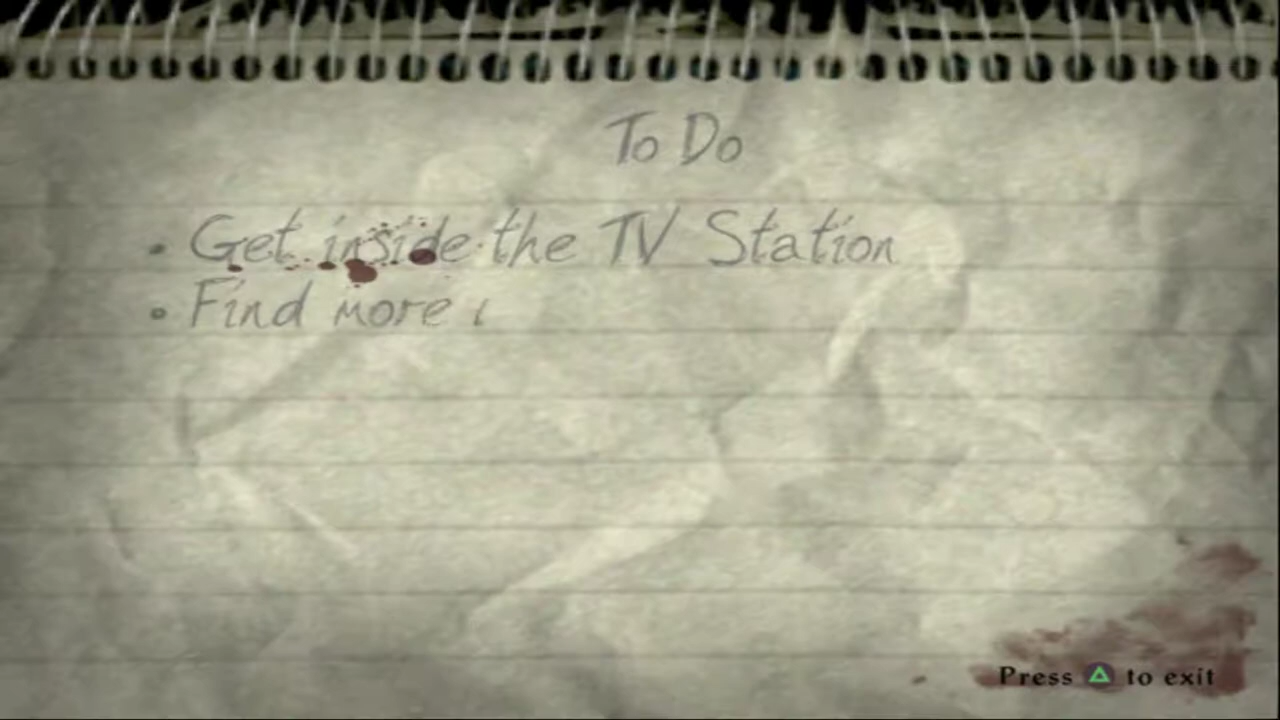 To Do
• Get inside the TV Station
• Find more
Press △ to exit